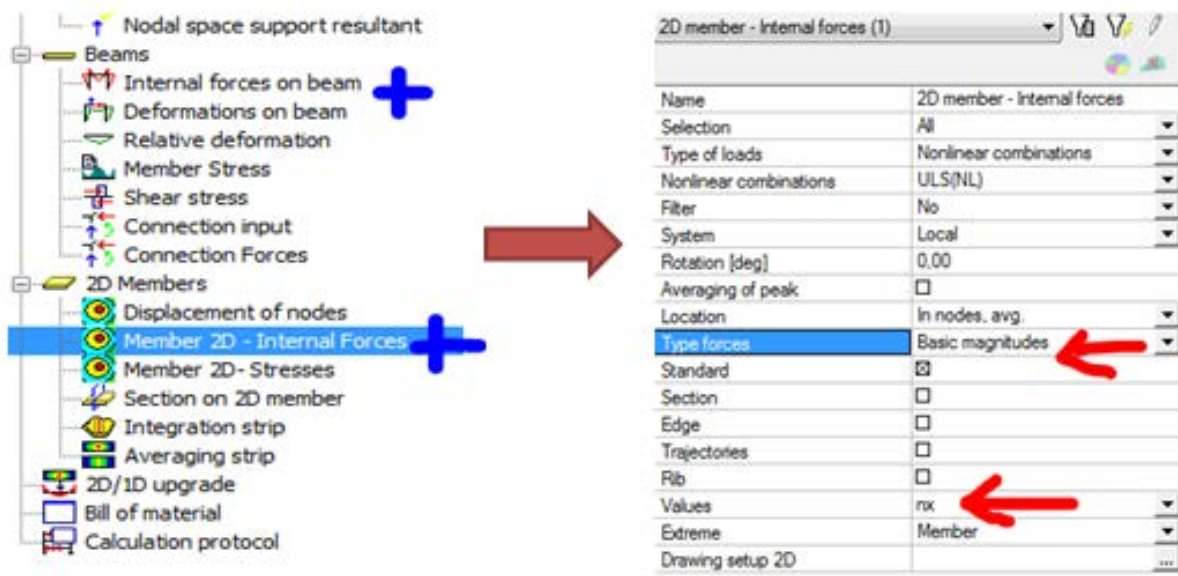 Nodal space support resultant
Beams
Internal forces on beam
Deformations on beam
Relative deformation
Member Stress
Shear stress
Connection input
Connection Forces
2D Members
Displacement of nodes
Member 2D - Internal Forces
Member 2D- Stresses
Section on 2D member
Integration strip
Averaging strip
2D/1D upgrade
Bill of material
Calculation protocol
2D member - Internal forces (1)
Name 2D member - Internal forces
Selection All
Type of loads Nonlinear combinations
Nonlinear combinations ULS(NL)
Filter No
System Local
Rotation [deg] 0,00
Averaging of peak
Location In nodes, avg.
Type forces Basic magnitudes
Standard
Section
Edge
Trajectories
Rib
Values nx
Extreme Member
Drawing setup 2D ...